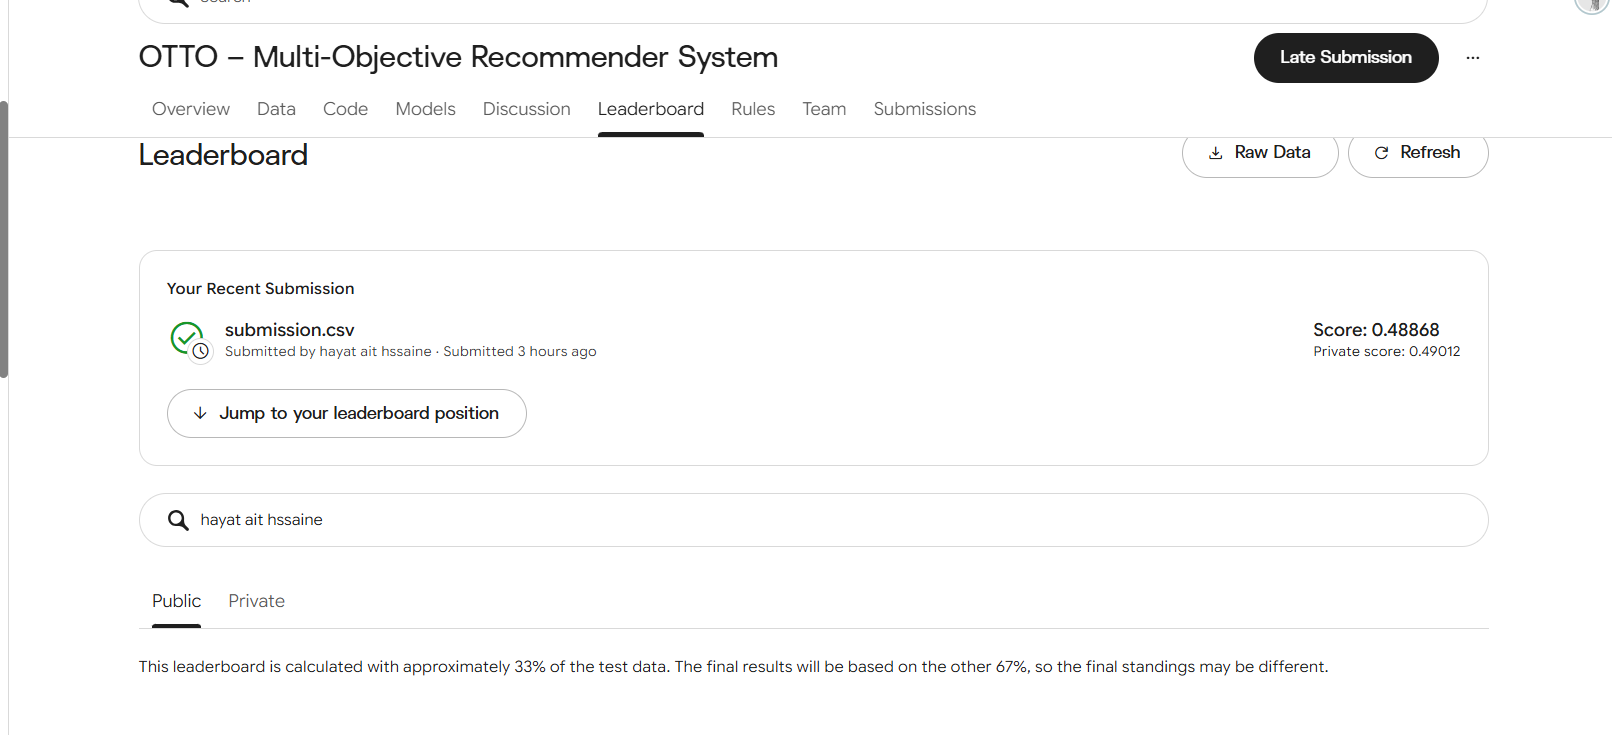 OTTO – Multi-Objective Recommender System
Late Submission
Overview Data Code Models Discussion Leaderboard Rules Team Submissions
Leaderboard
Raw Data
Refresh
Your Recent Submission
submission.csv
Submitted by hayat ait hssaine · Submitted 3 hours ago
Score: 0.48868
Private score: 0.49012
Jump to your leaderboard position
hayat ait hssaine
Public Private
This leaderboard is calculated with approximately 33% of the test data. The final results will be based on the other 67%, so the final standings may be different.